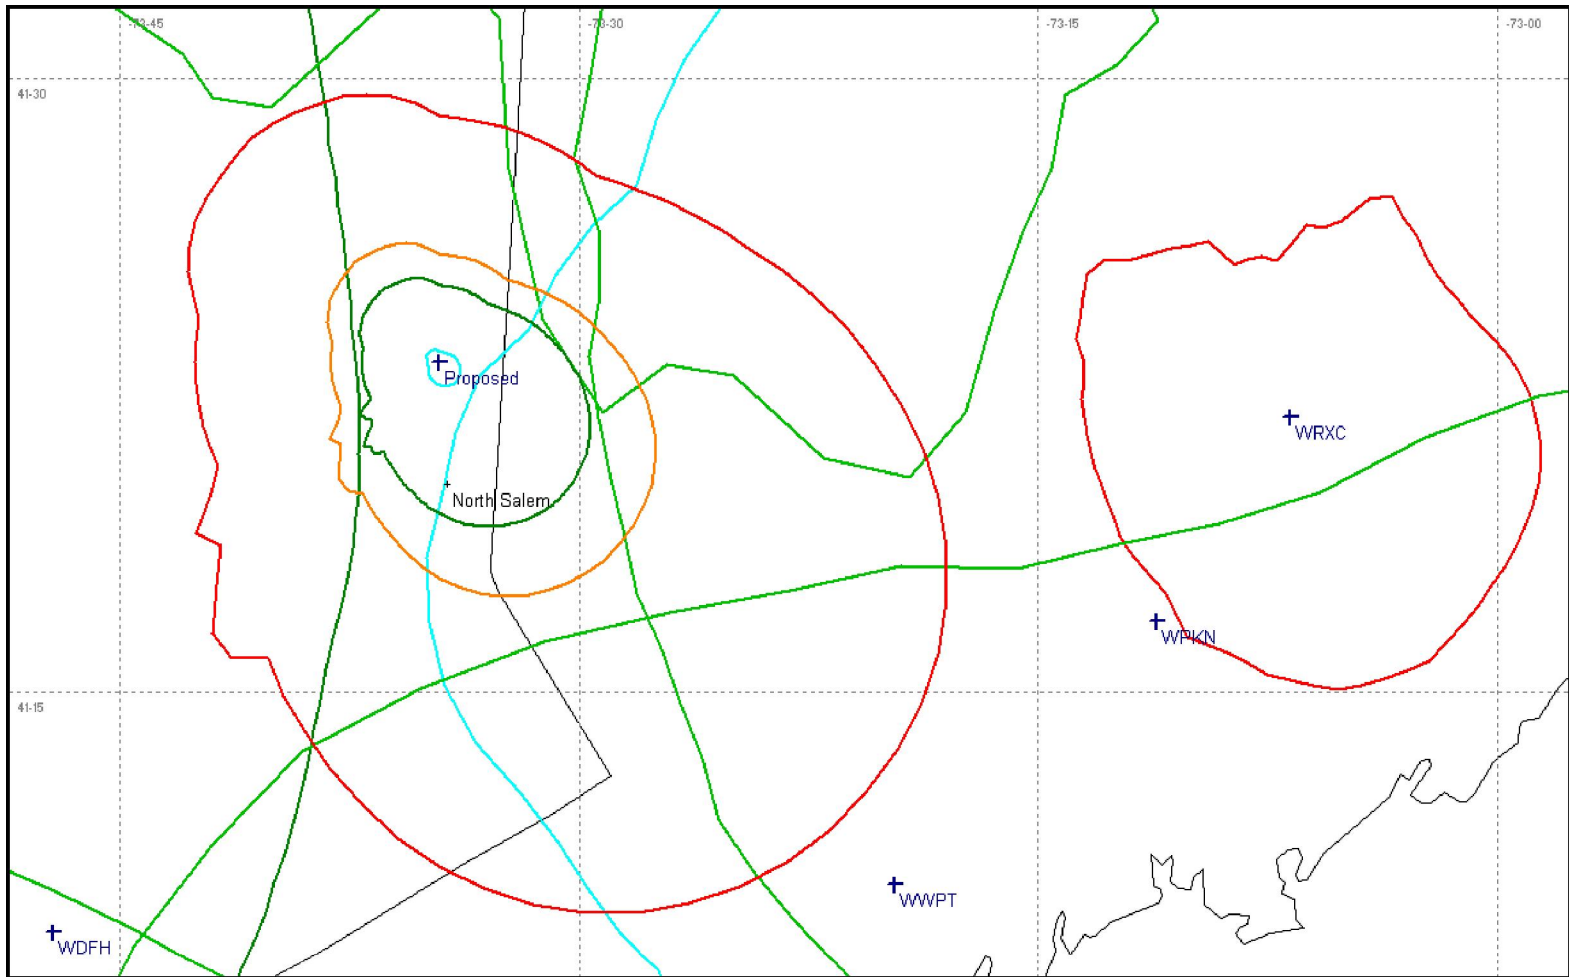 -73-45
-73-30
-73-15
-73-00
41-30
Proposed
WRXC
North Salem
WPKN
41-15
WWPT
WDFH